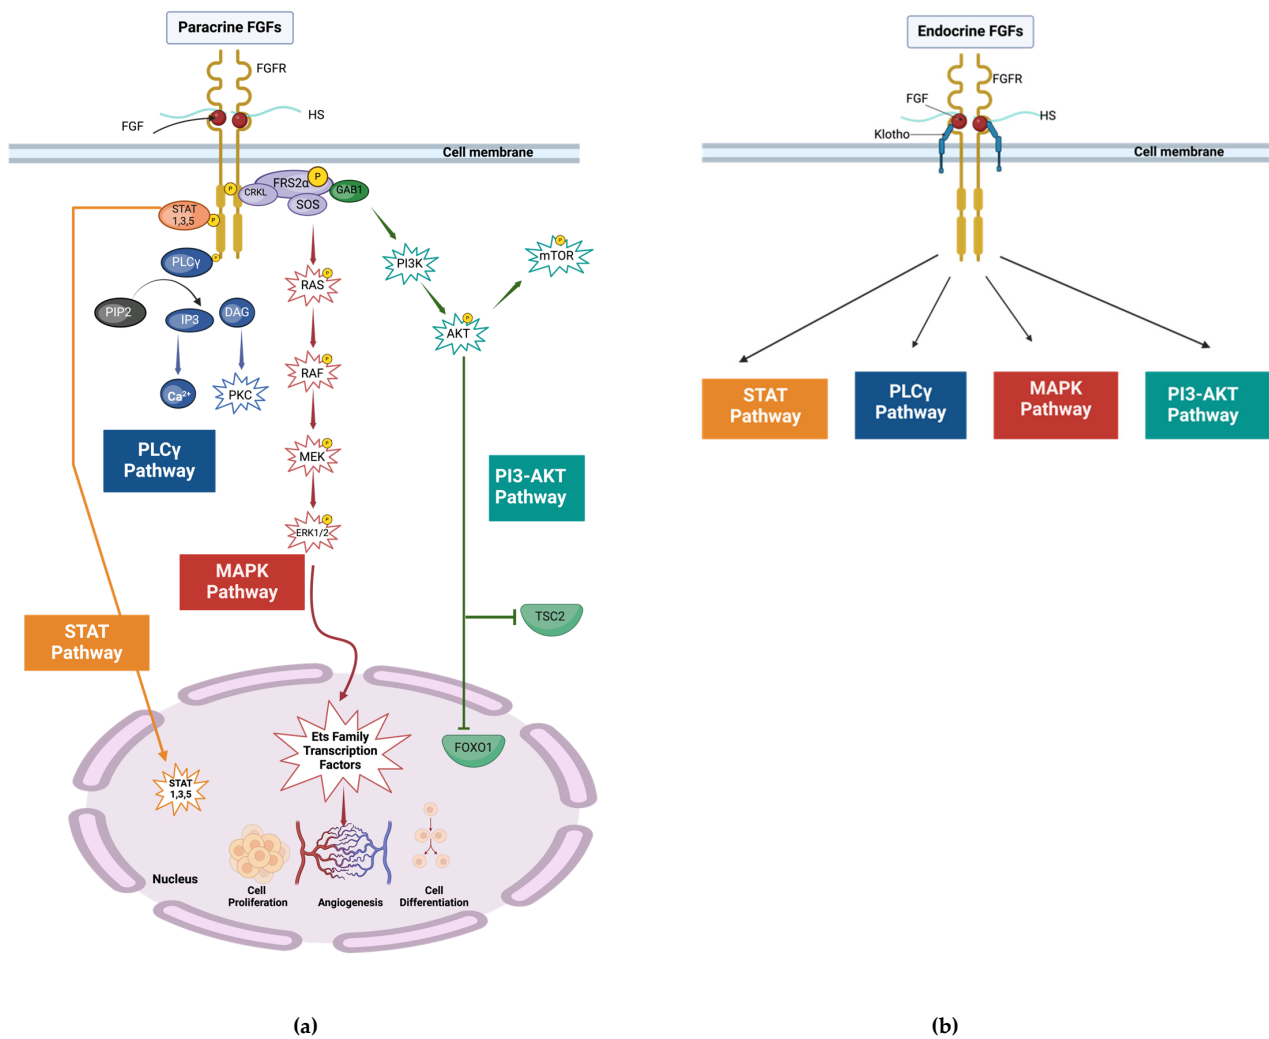 Paracrine FGFs
FGFR
HS
FGF
Cell membrane
P
FRS2α
P
CRKL
GAB1
SOS
STAT
1,3,5
P
PLCγ
P
PIP2
IP3
DAG
Ca²⁺
PKC
PLCγ
Pathway
P
RAS
P
RAF
P
MEK
P
ERK1/2
MAPK
Pathway
PI3K
P
mTOR
P
AKT
PI3-AKT
Pathway
TSC2
STAT
Pathway
FOXO1
Ets Family
Transcription
Factors
STAT
1,3,5
Nucleus
Cell
Proliferation
Angiogenesis
Cell
Differentiation
(a)
Endocrine FGFs
FGFR
FGF
HS
Klotho
Cell membrane
STAT
Pathway
PLCγ
Pathway
MAPK
Pathway
PI3-AKT
Pathway
(b)